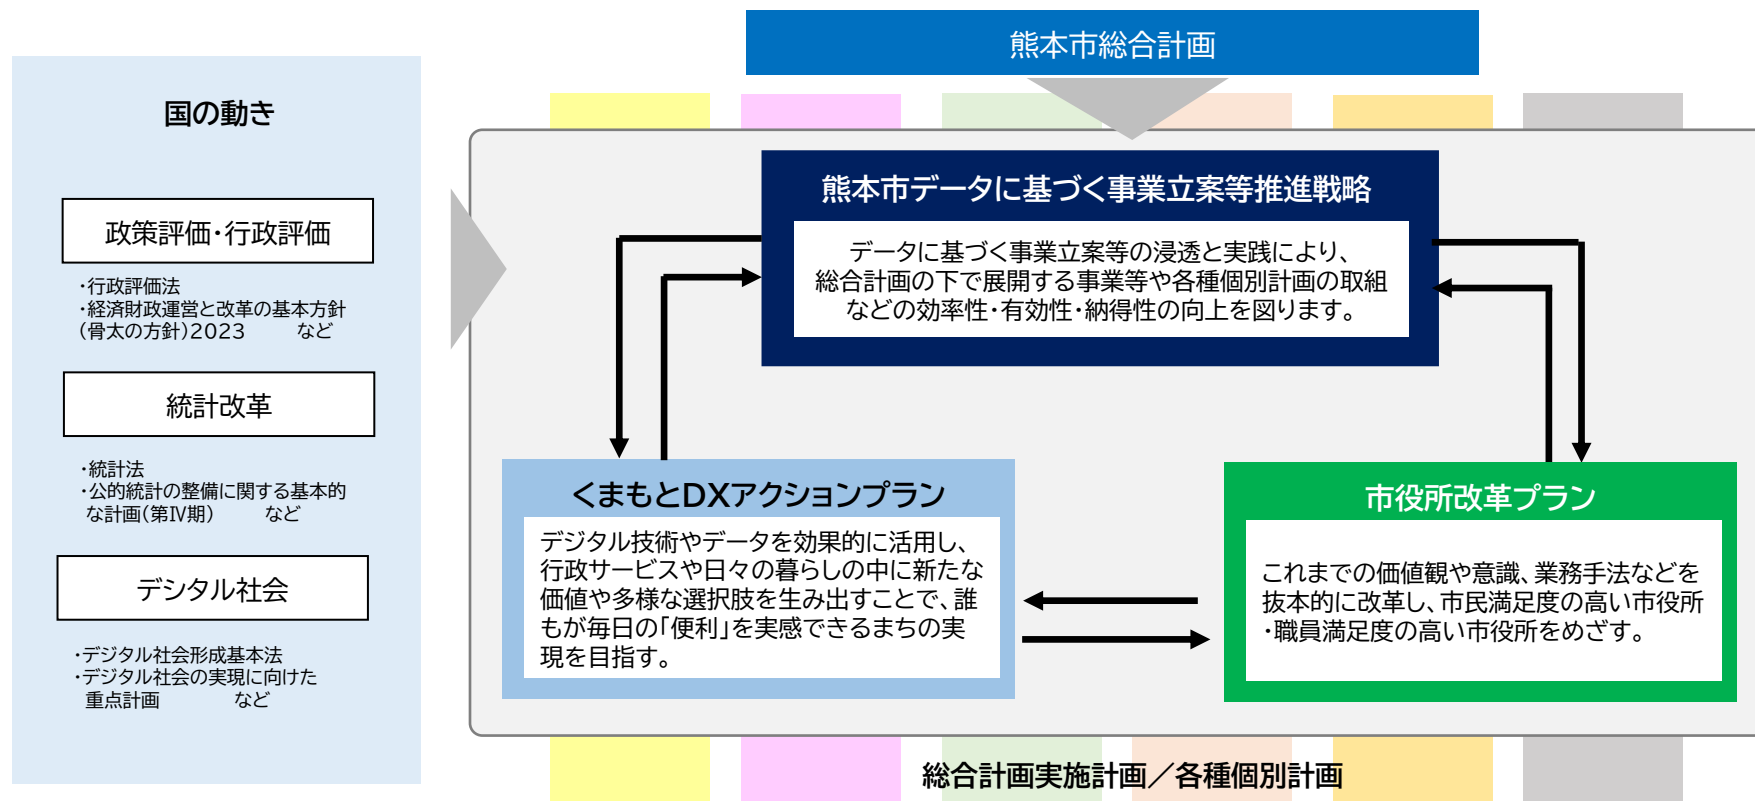 熊本市総合計画
国の動き
政策評価・行政評価
・行政評価法
・経済財政運営と改革の基本方針
(骨太の方針)2023　　など
統計改革
・統計法
・公的統計の整備に関する基本的
な計画(第Ⅳ期)　　など
デシタル社会
・デジタル社会形成基本法
・デジタル社会の実現に向けた
重点計画　　　など
熊本市データに基づく事業立案等推進戦略
データに基づく事業立案等の浸透と実践により、
総合計画の下で展開する事業等や各種個別計画の取組
などの効率性・有効性・納得性の向上を図ります。
くまもとDXアクションプラン
デジタル技術やデータを効果的に活用し、
行政サービスや日々の暮らしの中に新たな
価値や多様な選択肢を生み出すことで、誰
もが毎日の「便利」を実感できるまちの実
現を目指す。
市役所改革プラン
これまでの価値観や意識、業務手法などを
抜本的に改革し、市民満足度の高い市役所
・職員満足度の高い市役所をめざす。
総合計画実施計画／各種個別計画